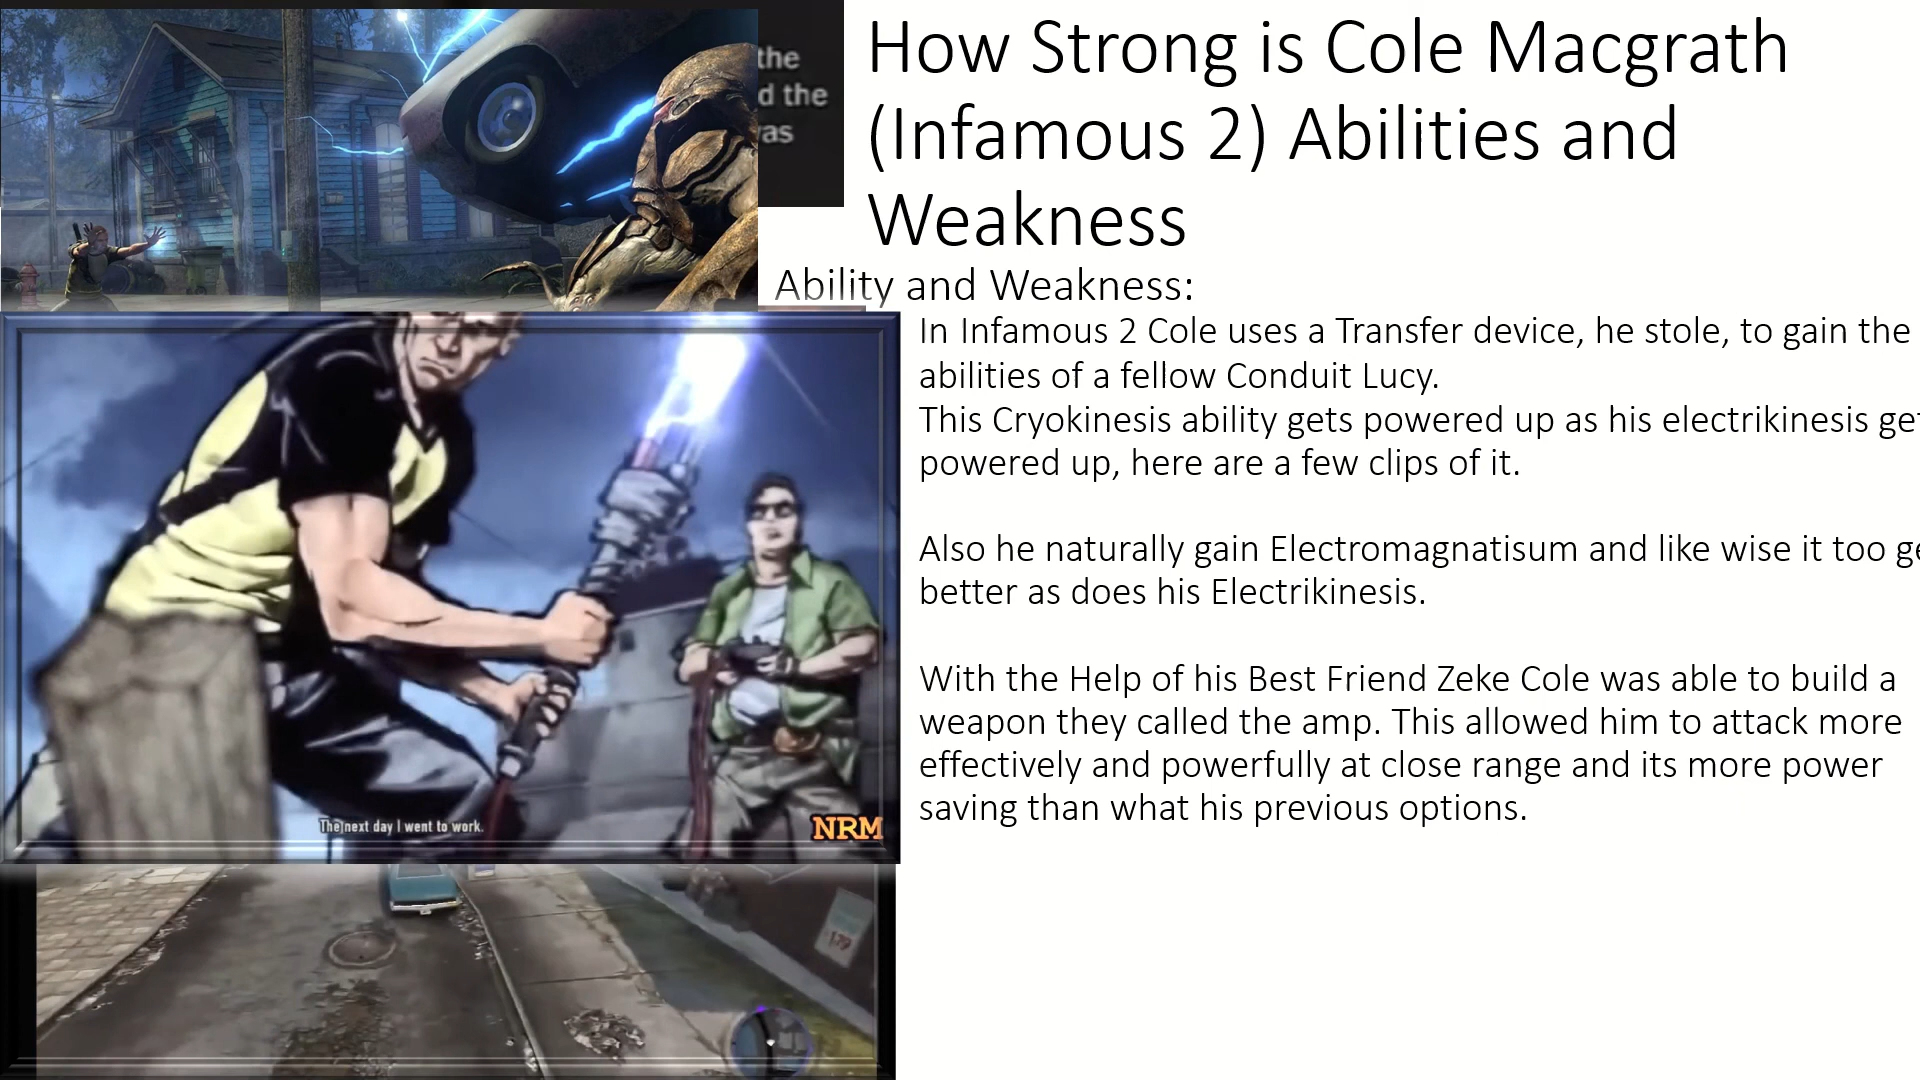 the
d the
was
How Strong is Cole Macgrath
(Infamous 2) Abilities and
Weakness
Ability and Weakness:
In Infamous 2 Cole uses a Transfer device, he stole, to gain the
abilities of a fellow Conduit Lucy.
This Cryokinesis ability gets powered up as his electrikinesis get
powered up, here are a few clips of it.
Also he naturally gain Electromagnatisum and like wise it too ge
better as does his Electrikinesis.
With the Help of his Best Friend Zeke Cole was able to build a
weapon they called the amp. This allowed him to attack more
effectively and powerfully at close range and its more power
saving than what his previous options.
The next day I went to work.
NRM
179